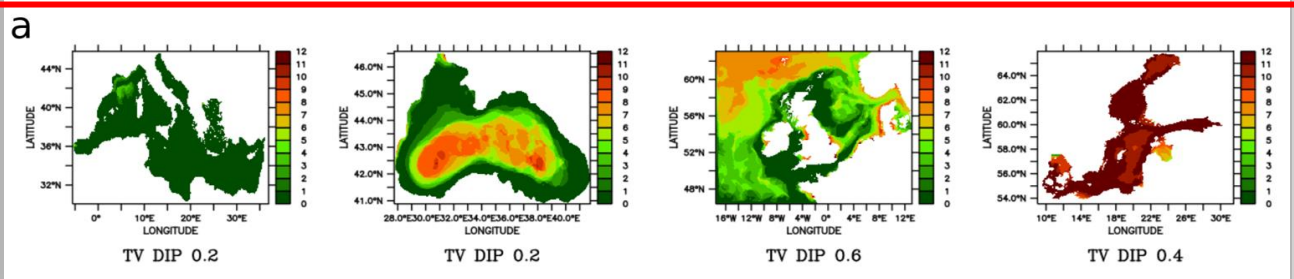 a
44°N
40°N
36°N
32°N
LATITUDE
0° 10°E 20°E 30°E
LONGITUDE
12
11
10
9
8
7
6
5
4
3
2
1
0
TV DIP 0.2
46.0°N
45.0°N
44.0°N
43.0°N
42.0°N
41.0°N
LATITUDE
28.0°E30.0°E32.0°E34.0°E36.0°E38.0°E40.0°E
LONGITUDE
12
11
10
9
8
7
6
5
4
3
2
1
0
TV DIP 0.2
60°N
56°N
52°N
48°N
LATITUDE
16°W 12°W 8°W 4°W 0° 4°E 8°E 12°E
LONGITUDE
12
11
10
9
8
7
6
5
4
3
2
1
0
TV DIP 0.6
64.0°N
62.0°N
60.0°N
58.0°N
56.0°N
54.0°N
LATITUDE
10°E 14°E 18°E 22°E 26°E 30°E
LONGITUDE
12
11
10
9
8
7
6
5
4
3
2
1
0
TV DIP 0.4